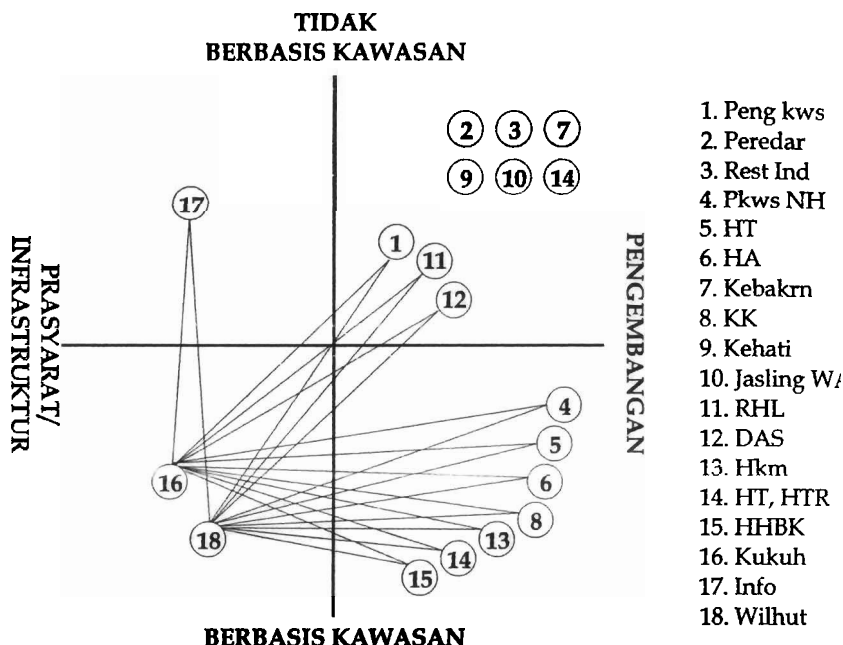 TIDAK
BERBASIS KAWASAN
2 3 7
9 10 14
17
1
11
12
PRASYARAT/
INFRASTRUKTUR
PENGEMBANGAN
4
5
6
8
13
14
15
16
18
BERBASIS KAWASAN
1. Peng kws
2. Peredar
3. Rest Ind
4. Pkws NH
5. HT
6. HA
7. Kebakrn
8. KK
9. Kehati
10. Jasling WA
11. RHL
12. DAS
13. Hkm
14. HT, HTR
15. HHBK
16. Kukuh
17. Info
18. Wilhut